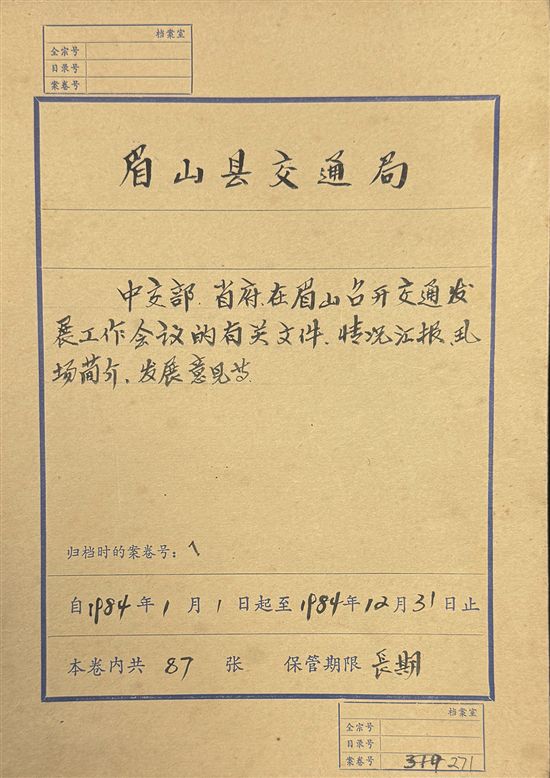 档案室
全宗号
目录号
案卷号
眉山县交通局
中交部、省府、在眉山召开交通发
展工作会议的有关文件、情况汇报、现
场简介、发展意见等.
归档时的案卷号: 7
自1984年1月1日起至1984年12月31日止
本卷内共 87 张 保管期限 长期
档案室
全宗号
目录号
案卷号 319 271